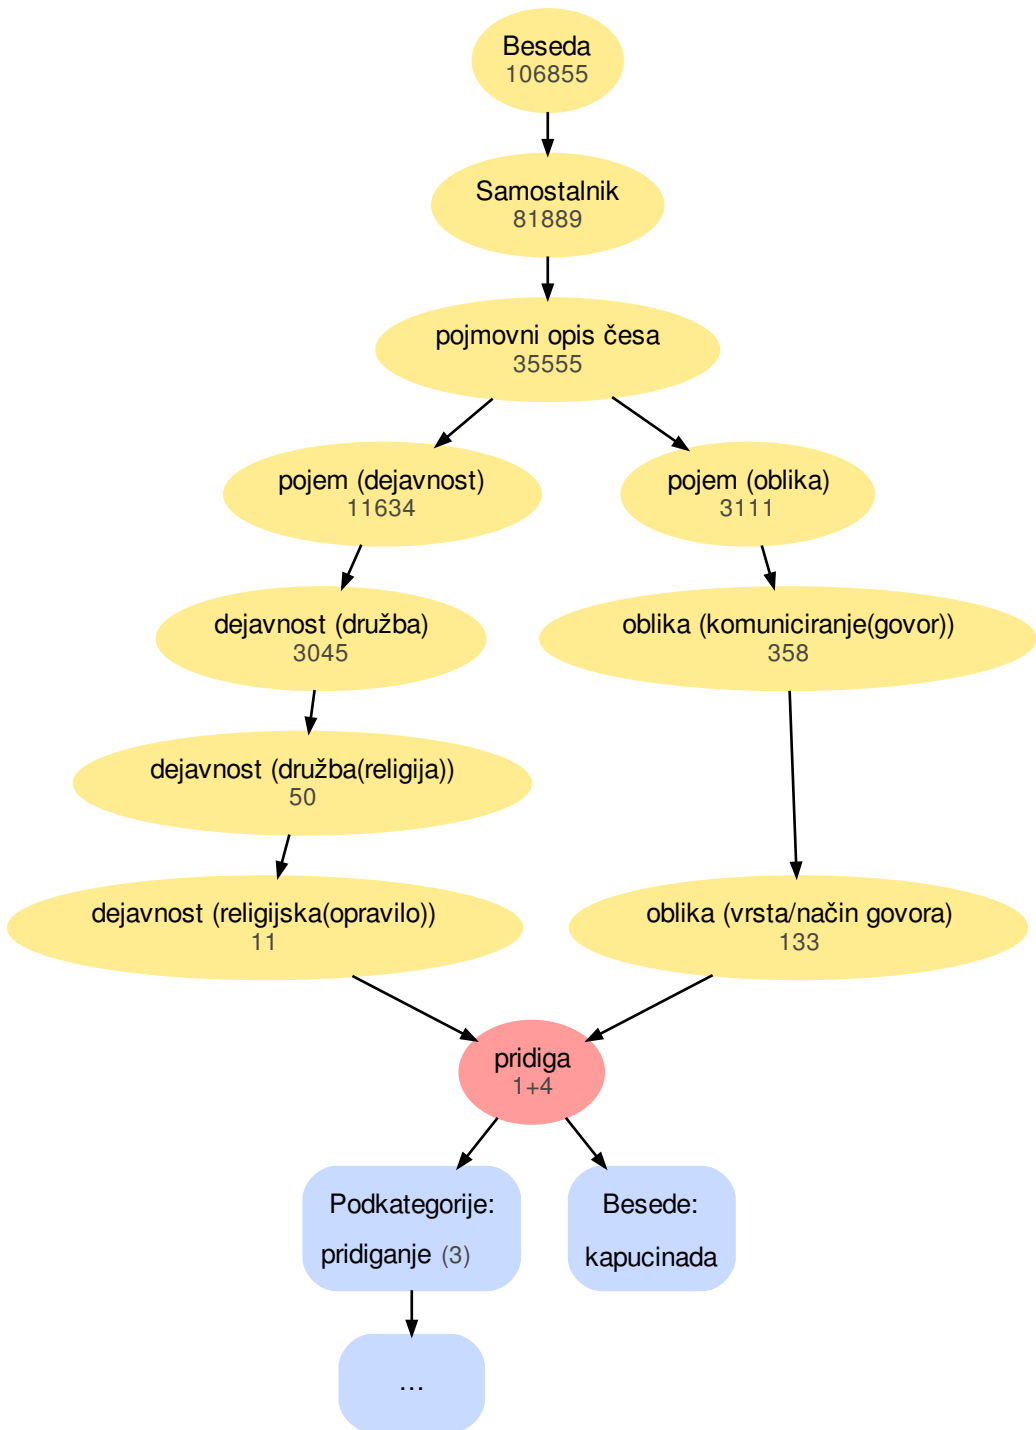 Beseda
106855
Samostalnik
81889
pojmovni opis česa
35555
pojem (dejavnost)
11634
pojem (oblika)
3111
dejavnost (družba)
3045
oblika (komuniciranje(govor))
358
dejavnost (družba(religija))
50
dejavnost (religijska(opravilo))
11
oblika (vrsta/način govora)
133
pridiga
1+4
Podkategorije:
pridiganje (3)
Besede:
kapucinada
...